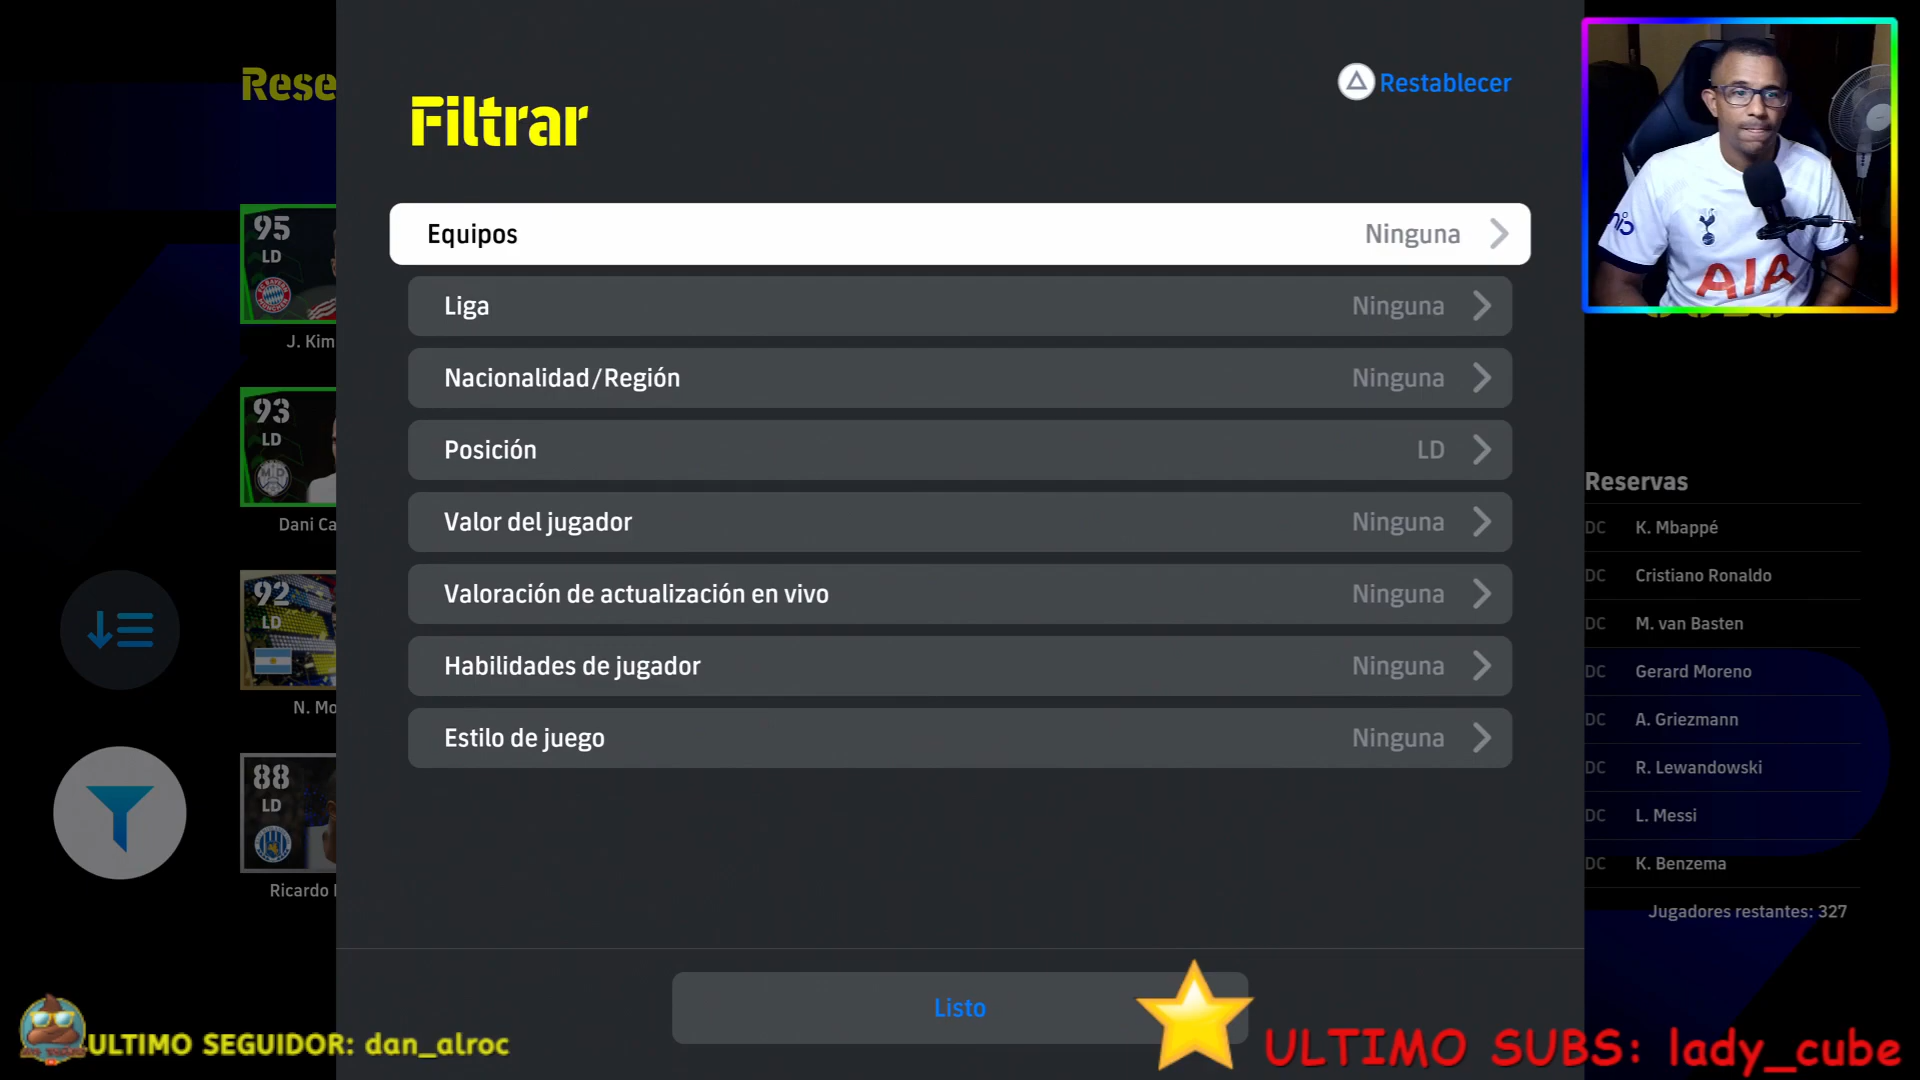 Rese
Filtrar
Restablecer
Equipos Ninguna
Liga Ninguna
Nacionalidad/Región Ninguna
Posición LD
Valor del jugador Ninguna
Valoración de actualización en vivo Ninguna
Habilidades de jugador Ninguna
Estilo de juego Ninguna
Listo
95
LD
J. Kim
93
LD
Dani Ca
92
LD
N. Mo
88
LD
Ricardo
AIA
Reservas
DC K. Mbappé
DC Cristiano Ronaldo
DC M. van Basten
DC Gerard Moreno
DC A. Griezmann
DC R. Lewandowski
DC L. Messi
DC K. Benzema
Jugadores restantes: 327
ULTIMO SEGUIDOR: dan_alroc
ULTIMO SUBS: lady_cube